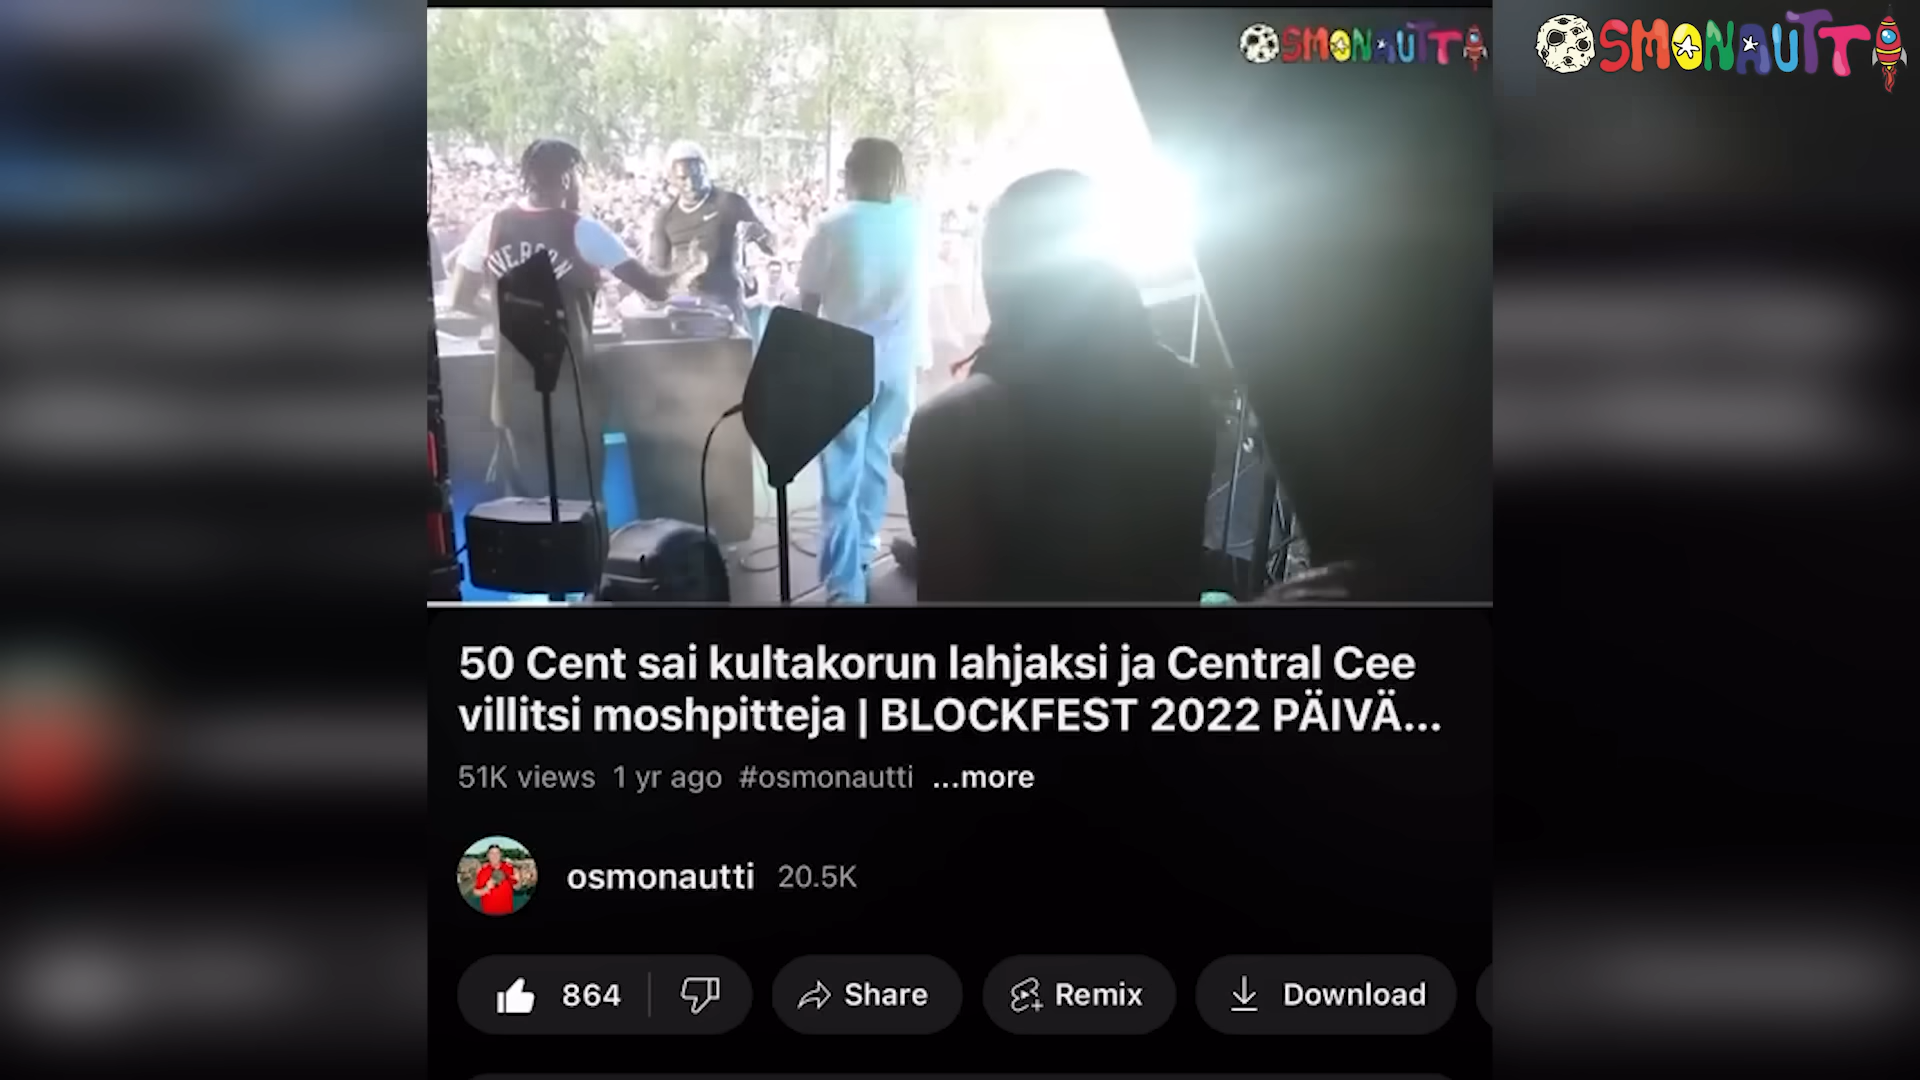 OSMONAUTTI
OSMONAUTTI
IVERSON
50 Cent sai kultakorun lahjaksi ja Central Cee
villitsi moshpitteja | BLOCKFEST 2022 PÄIVÄ...
51K views 1 yr ago #osmonautti ...more
osmonautti 20.5K
864 Share Remix Download